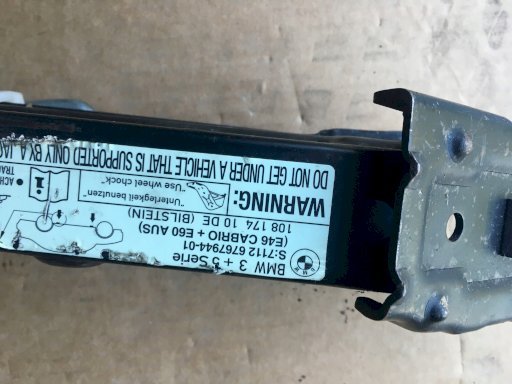 BMW 3 + 5 Serie
S:7112 6767944-01
(E46 CABRIO + E60 AUS)
108 174 10 DE (BILSTEIN)
WARNING:
"Unterlegkeil benutzen"
"Use wheel chock"
DO NOT GET UNDER A VEHICLE THAT IS SUPPORTED ONLY BY A JAC